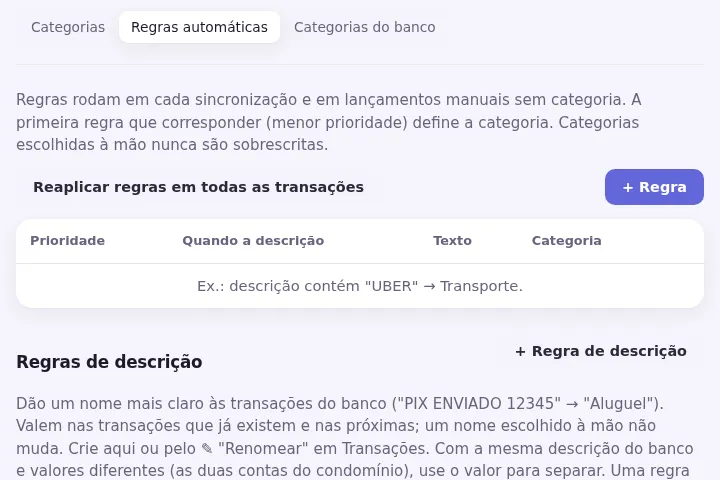 Categorias Regras automáticas Categorias do banco
Regras rodam em cada sincronização e em lançamentos manuais sem categoria. A
primeira regra que corresponder (menor prioridade) define a categoria. Categorias
escolhidas à mão nunca são sobrescritas.
Reaplicar regras em todas as transações + Regra
Prioridade Quando a descrição Texto Categoria
Ex.: descrição contém "UBER" → Transporte.
+ Regra de descrição
Regras de descrição
Dão um nome mais claro às transações do banco ("PIX ENVIADO 12345" → "Aluguel").
Valem nas transações que já existem e nas próximas; um nome escolhido à mão não
muda. Crie aqui ou pelo ✎ "Renomear" em Transações. Com a mesma descrição do banco
e valores diferentes (as duas contas do condomínio), use o valor para separar. Uma regra